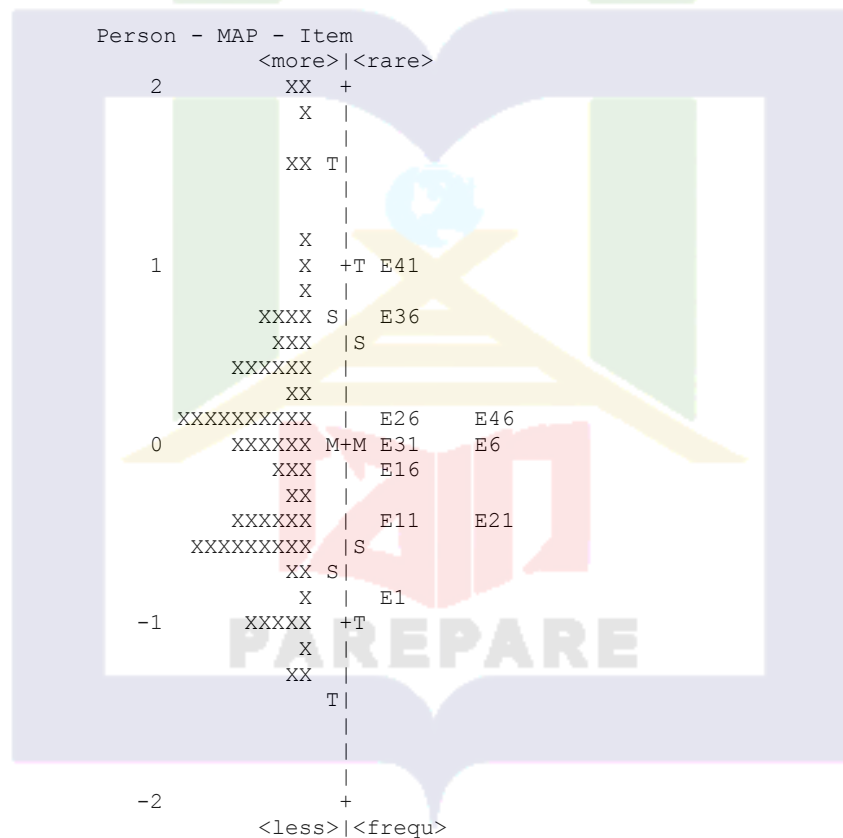 Person - MAP - Item
<more>|<rare>
2 XX +
X |
|
XX T|
|
|
X |
1 X +T E41
X |
XXXX S| E36
XXX |S
XXXXXX |
XX |
XXXXXXXXXX | E26 E46
0 XXXXXX M+M E31 E6
XXX | E16
XX |
XXXXXX | E11 E21
XXXXXXXXX |S
XX S|
X | E1
-1 XXXXX +T
X |
XX |
T|
|
|
|
-2 +
<less>|<frequ>
PAREPARE